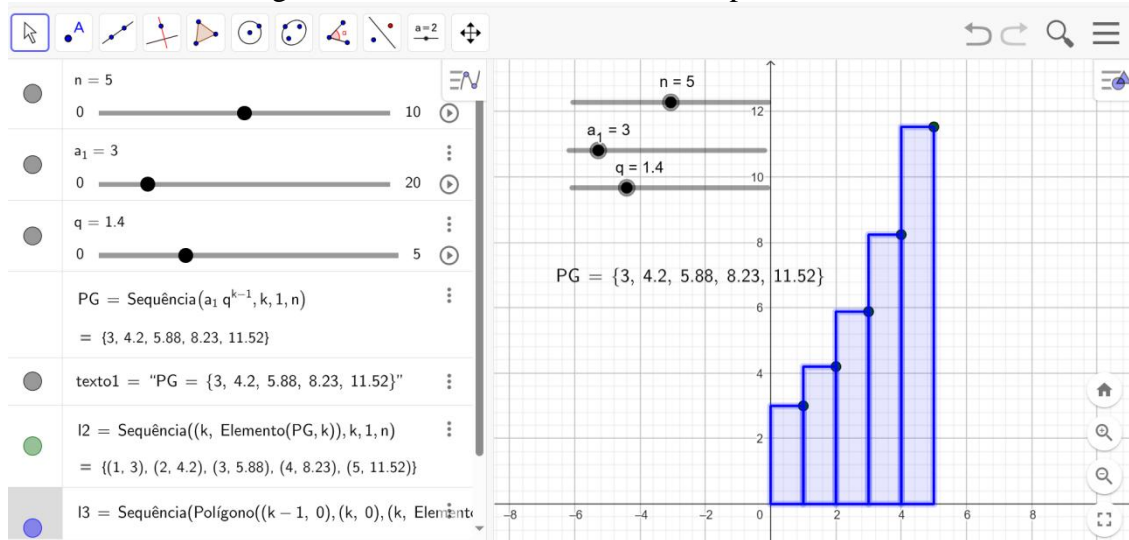 A
a=2
n = 5
0
10
a1 = 3
0
20
q = 1.4
0
5
PG = Sequência(a₁ qᵏ⁻¹, k, 1, n)
= {3, 4.2, 5.88, 8.23, 11.52}
texto1 = “PG = {3, 4.2, 5.88, 8.23, 11.52}”
l2 = Sequência((k, Elemento(PG, k)), k, 1, n)
= {(1, 3), (2, 4.2), (3, 5.88), (4, 8.23), (5, 11.52)}
l3 = Sequência(Polígono((k − 1, 0), (k, 0), (k, Elemento
n = 5
a1 = 3
q = 1.4
PG = {3, 4.2, 5.88, 8.23, 11.52}
12
10
8
6
4
2
−8 −6 −4 −2 0 2 4 6 8